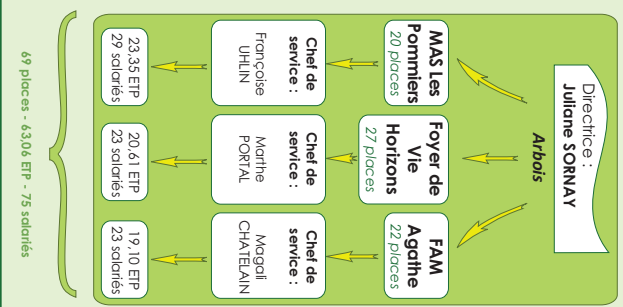 Directrice :
Juliane SORNAY
Arbois
MAS Les
Pommiers
20 places
Foyer de
Vie
Horizons
27 places
FAM
Agathe
22 places
Chef de
service :
Françoise
UHLIN
Chef de
service :
Marthe
PORTAL
Chef de
service :
Magali
CHATELAIN
23,35 ETP
29 salariés
20,61 ETP
23 salariés
19,10 ETP
23 salariés
69 places - 63,06 ETP - 75 salariés